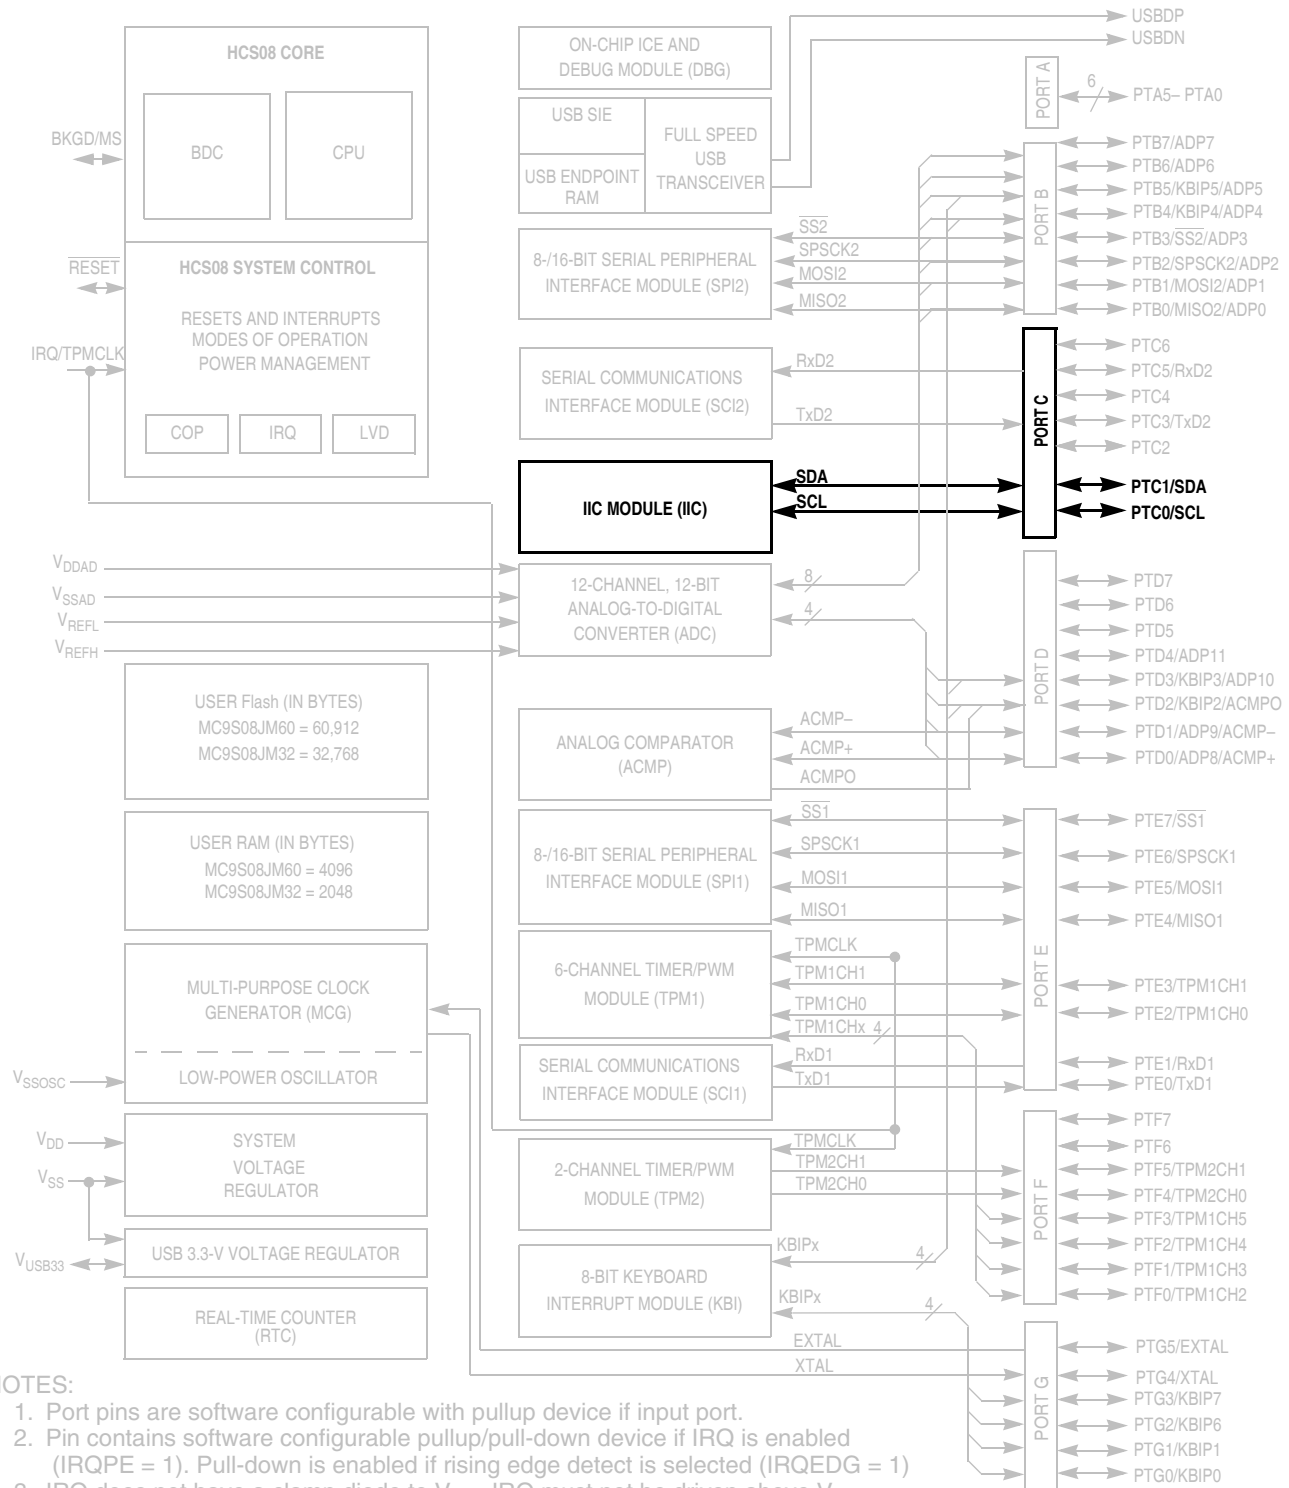 USBDP
USBDN
HCS08 CORE
BDC
CPU
BKGD/MS
RESET
HCS08 SYSTEM CONTROL
RESETS AND INTERRUPTS
MODES OF OPERATION
POWER MANAGEMENT
IRQ/TPMCLK
COP
IRQ
LVD
VDDAD
VSSAD
VREFL
VREFH
USER Flash (IN BYTES)
MC9S08JM60 = 60,912
MC9S08JM32 = 32,768
USER RAM (IN BYTES)
MC9S08JM60 = 4096
MC9S08JM32 = 2048
MULTI-PURPOSE CLOCK
GENERATOR (MCG)
LOW-POWER OSCILLATOR
VSSOSC
VDD
VSS
SYSTEM
VOLTAGE
REGULATOR
VUSB33
USB 3.3-V VOLTAGE REGULATOR
REAL-TIME COUNTER
(RTC)
ON-CHIP ICE AND
DEBUG MODULE (DBG)
USB SIE
USB ENDPOINT
RAM
FULL SPEED
USB
TRANSCEIVER
8-/16-BIT SERIAL PERIPHERAL
INTERFACE MODULE (SPI2)
SS2
SPSCK2
MOSI2
MISO2
SERIAL COMMUNICATIONS
INTERFACE MODULE (SCI2)
RxD2
TxD2
IIC MODULE (IIC)
SDA
SCL
12-CHANNEL, 12-BIT
ANALOG-TO-DIGITAL
CONVERTER (ADC)
8
4
ANALOG COMPARATOR
(ACMP)
ACMP–
ACMP+
ACMPO
8-/16-BIT SERIAL PERIPHERAL
INTERFACE MODULE (SPI1)
SS1
SPSCK1
MOSI1
MISO1
6-CHANNEL TIMER/PWM
MODULE (TPM1)
TPMCLK
TPM1CH1
TPM1CH0
TPM1CHx 4
SERIAL COMMUNICATIONS
INTERFACE MODULE (SCI1)
RxD1
TxD1
2-CHANNEL TIMER/PWM
MODULE (TPM2)
TPMCLK
TPM2CH1
TPM2CH0
8-BIT KEYBOARD
INTERRUPT MODULE (KBI)
KBIPx
4
KBIPx
4
EXTAL
XTAL
PORT A
6
PTA5– PTA0
PORT B
PTB7/ADP7
PTB6/ADP6
PTB5/KBIP5/ADP5
PTB4/KBIP4/ADP4
PTB3/SS2/ADP3
PTB2/SPSCK2/ADP2
PTB1/MOSI2/ADP1
PTB0/MISO2/ADP0
PORT C
PTC6
PTC5/RxD2
PTC4
PTC3/TxD2
PTC2
PTC1/SDA
PTC0/SCL
PORT D
PTD7
PTD6
PTD5
PTD4/ADP11
PTD3/KBIP3/ADP10
PTD2/KBIP2/ACMPO
PTD1/ADP9/ACMP–
PTD0/ADP8/ACMP+
PORT E
PTE7/SS1
PTE6/SPSCK1
PTE5/MOSI1
PTE4/MISO1
PTE3/TPM1CH1
PTE2/TPM1CH0
PTE1/RxD1
PTE0/TxD1
PORT F
PTF7
PTF6
PTF5/TPM2CH1
PTF4/TPM2CH0
PTF3/TPM1CH5
PTF2/TPM1CH4
PTF1/TPM1CH3
PTF0/TPM1CH2
PORT G
PTG5/EXTAL
PTG4/XTAL
PTG3/KBIP7
PTG2/KBIP6
PTG1/KBIP1
PTG0/KBIP0
OTES:
1. Port pins are software configurable with pullup device if input port.
2. Pin contains software configurable pullup/pull-down device if IRQ is enabled
(IRQPE = 1). Pull-down is enabled if rising edge detect is selected (IRQEDG = 1)
IRQ does not have a clamp diode to V IRQ must not be driven above V